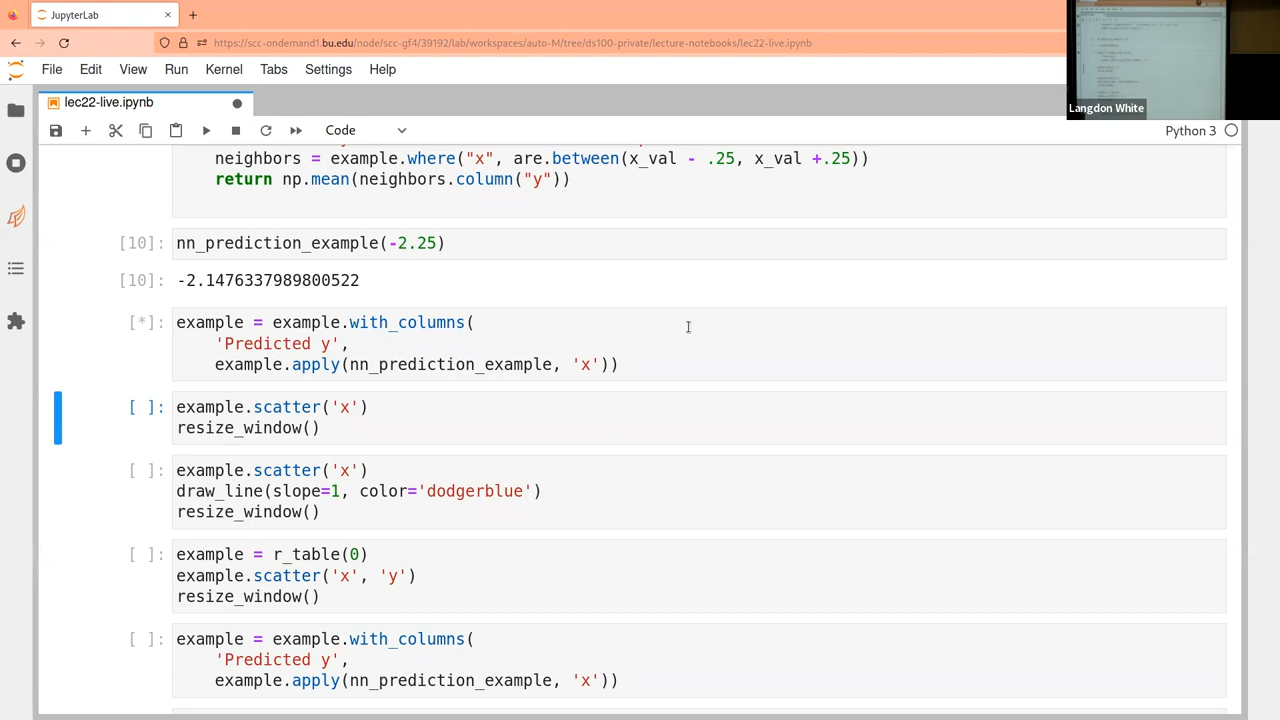 JupyterLab
https://scc-ondemand1.bu.edu/node/scc-gf4/39192/lab/workspaces/auto-M/tree/ds100-private/lecture-notebooks/lec22-live.ipynb
File Edit View Run Kernel Tabs Settings Help
Langdon White
lec22-live.ipynb
Code
Python 3
neighbors = example.where("x", are.between(x_val - .25, x_val +.25))
return np.mean(neighbors.column("y"))
[10]: nn_prediction_example(-2.25)
[10]: -2.1476337989800522
[*]: example = example.with_columns(
'Predicted y',
example.apply(nn_prediction_example, 'x'))
[ ]: example.scatter('x')
resize_window()
[ ]: example.scatter('x')
draw_line(slope=1, color='dodgerblue')
resize_window()
[ ]: example = r_table(0)
example.scatter('x', 'y')
resize_window()
[ ]: example = example.with_columns(
'Predicted y',
example.apply(nn_prediction_example, 'x'))